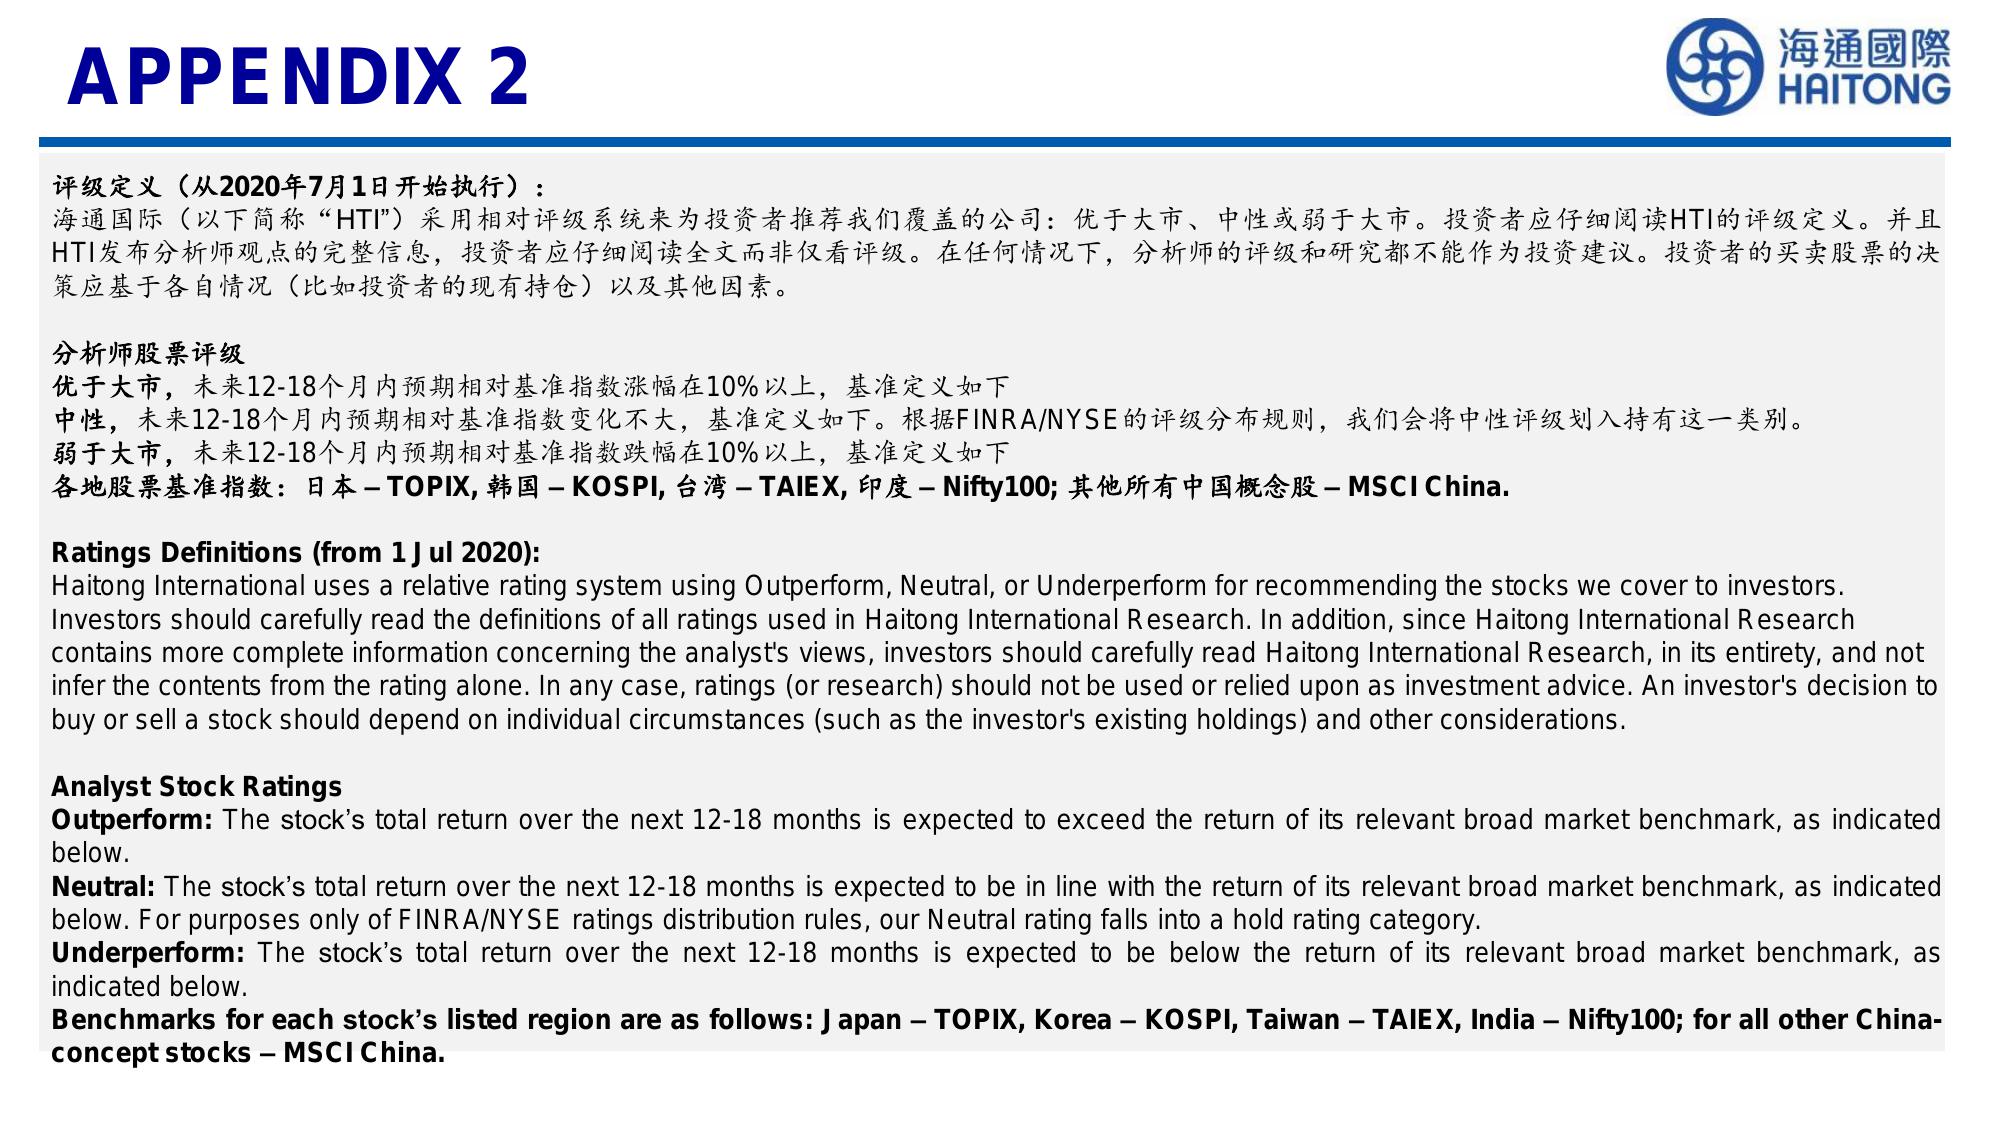 APPENDIX 2
海通國際
HAITONG
评级定义（从2020年7月1日开始执行）:
海通国际（以下简称“HTI”）采用相对评级系统来为投资者推荐我们覆盖的公司：优于大市、中性或弱于大市。投资者应仔细阅读HTI的评级定义。并且
HTI发布分析师观点的完整信息，投资者应仔细阅读全文而非仅看评级。在任何情况下，分析师的评级和研究都不能作为投资建议。投资者的买卖股票的决
策应基于各自情况（比如投资者的现有持仓）以及其他因素。
分析师股票评级
优于大市，未来12-18个月内预期相对基准指数涨幅在10%以上，基准定义如下
中性，未来12-18个月内预期相对基准指数变化不大，基准定义如下。根据FINRA/NYSE的评级分布规则，我们会将中性评级划入持有这一类别。
弱于大市，未来12-18个月内预期相对基准指数跌幅在10%以上，基准定义如下
各地股票基准指数：日本 – TOPIX, 韩国 – KOSPI, 台湾 – TAIEX, 印度 – Nifty100; 其他所有中国概念股 – MSCI China.
Ratings Definitions (from 1 Jul 2020):
Haitong International uses a relative rating system using Outperform, Neutral, or Underperform for recommending the stocks we cover to investors.
Investors should carefully read the definitions of all ratings used in Haitong International Research. In addition, since Haitong International Research
contains more complete information concerning the analyst's views, investors should carefully read Haitong International Research, in its entirety, and not
infer the contents from the rating alone. In any case, ratings (or research) should not be used or relied upon as investment advice. An investor's decision to
buy or sell a stock should depend on individual circumstances (such as the investor's existing holdings) and other considerations.
Analyst Stock Ratings
Outperform: The stock’s total return over the next 12-18 months is expected to exceed the return of its relevant broad market benchmark, as indicated
below.
Neutral: The stock’s total return over the next 12-18 months is expected to be in line with the return of its relevant broad market benchmark, as indicated
below. For purposes only of FINRA/NYSE ratings distribution rules, our Neutral rating falls into a hold rating category.
Underperform: The stock’s total return over the next 12-18 months is expected to be below the return of its relevant broad market benchmark, as
indicated below.
Benchmarks for each stock’s listed region are as follows: Japan – TOPIX, Korea – KOSPI, Taiwan – TAIEX, India – Nifty100; for all other China-
concept stocks – MSCI China.